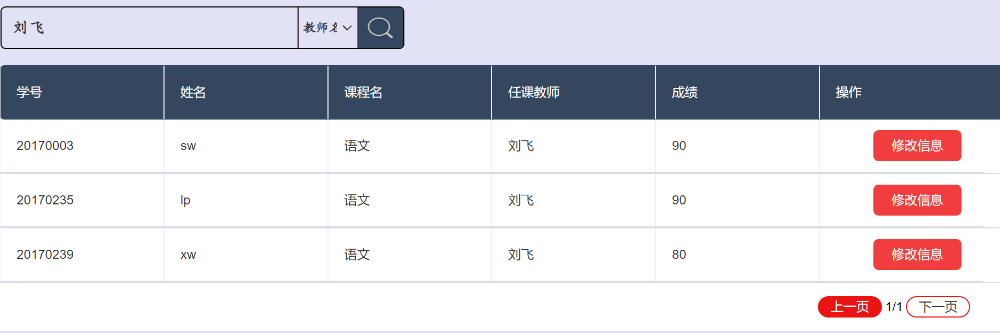 刘飞 教师名
学号 姓名 课程名 任课教师 成绩 操作
20170003 sw 语文 刘飞 90 修改信息
20170235 lp 语文 刘飞 90 修改信息
20170239 xw 语文 刘飞 80 修改信息
上一页 1/1 下一页